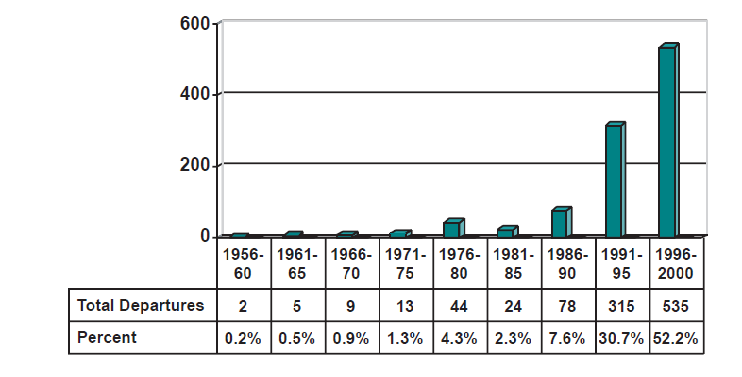 600
400
200
0
1956- 1961- 1966- 1971- 1976- 1981- 1986- 1991- 1996-
60 65 70 75 80 85 90 95 2000
Total Departures 2 5 9 13 44 24 78 315 535
Percent 0.2% 0.5% 0.9% 1.3% 4.3% 2.3% 7.6% 30.7% 52.2%